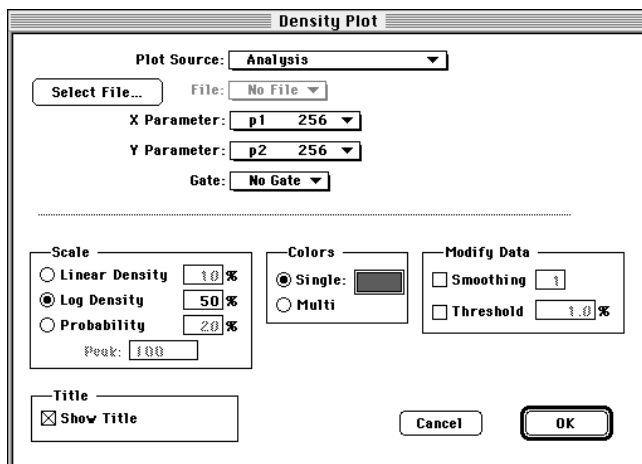 Density Plot
Plot Source: Analysis
Select File... File: No File
X Parameter: p1 256
Y Parameter: p2 256
Gate: No Gate
Scale
Linear Density 10 %
Log Density 50 %
Probability 20 %
Peak: 100
Colors
Single:
Multi
Modify Data
Smoothing 1
Threshold 1.0 %
Title
Show Title
Cancel OK